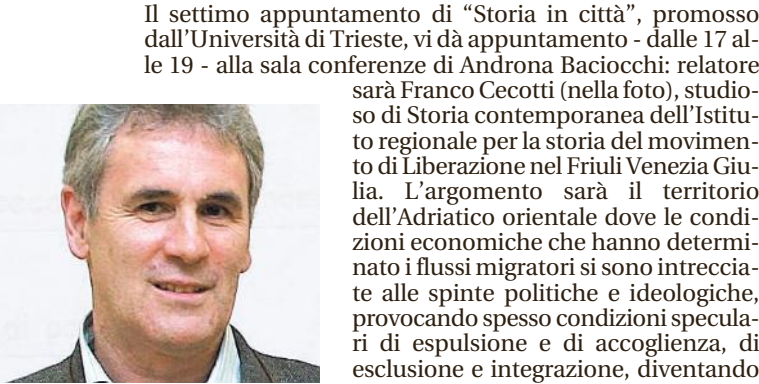 Il settimo appuntamento di “Storia in città”, promosso
dall’Università di Trieste, vi dà appuntamento - dalle 17 al-
le 19 - alla sala conferenze di Androna Baciocchi: relatore
sarà Franco Cecotti (nella foto), studio-
so di Storia contemporanea dell’Istitu-
to regionale per la storia del movimen-
to di Liberazione nel Friuli Venezia Giu-
lia. L’argomento sarà il territorio
dell’Adriatico orientale dove le condi-
zioni economiche che hanno determi-
nato i flussi migratori si sono intreccia-
te alle spinte politiche e ideologiche,
provocando spesso condizioni specula-
ri di espulsione e di accoglienza, di
esclusione e integrazione, diventando